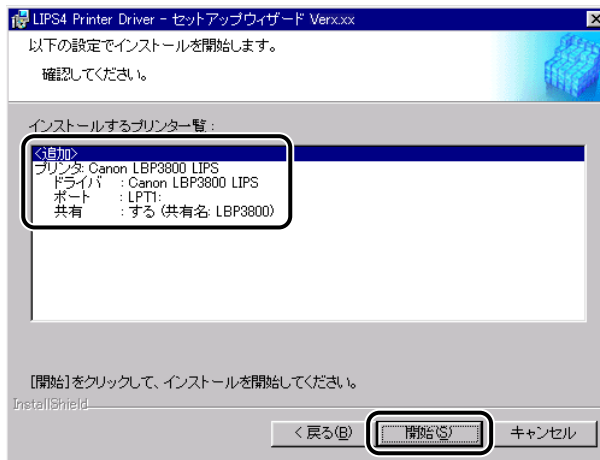 LIPS4 Printer Driver - セットアップウィザード Verx.xx
以下の設定でインストールを開始します。
確認してください。
インストールするプリンター覧：
<追加>
プリンタ: Canon LBP3800 LIPS
ドライバ : Canon LBP3800 LIPS
ポート : LPT1:
共有 : する (共有名: LBP3800)
[開始]をクリックして、インストールを開始してください。
InstallShield
< 戻る(B) 開始(S) キャンセル